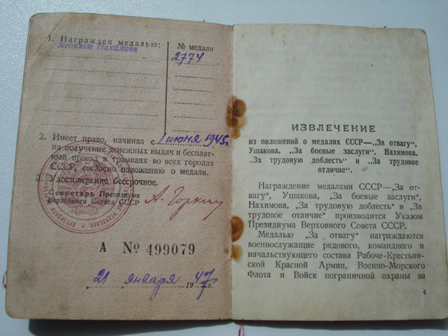 1. Награжден медалью:
№ медали
медалью Нахимова
2774
2. Имеет право, начиная с 1 июня 1945 г.
на получение денежных выдач и бесплат-
ный проезд в трамваях во всех городах
СССР, согласно положению о медали.
3. Удостоверение бессрочное.
Секретарь Президиума
Верховного Совета СССР
А. Горкин
А № 499079
21 января 1947 г.
ИЗВЛЕЧЕНИЕ
из положений о медалях СССР—„За отвагу“,
Ушакова, „За боевые заслуги“, Нахимова,
„За трудовую доблесть“ и „За трудовое
отличие“.
Награждение медалями СССР—„За от-
вагу“, Ушакова, „За боевые заслуги“,
Нахимова, „За трудовую доблесть“ и „За
трудовое отличие“ производится Указом
Президиума Верховного Совета СССР.
Медалью „За отвагу“ награждаются
военнослужащие рядового, командного и
начальствующего состава Рабоче-Крестьян-
ской Красной Армии, Военно-Морского
Флота и Войск пограничной охраны за
4